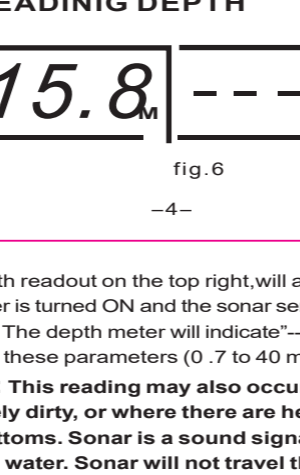 EADINIG DEPTH
15.8M
---
fig.6
–4–
th readout on the top right,will a
er is turned ON and the sonar se
The depth meter will indicate”--
these parameters (0 .7 to 40 m
This reading may also occu
ely dirty, or where there are he
ttoms. Sonar is a sound signa
water. Sonar will not travel th